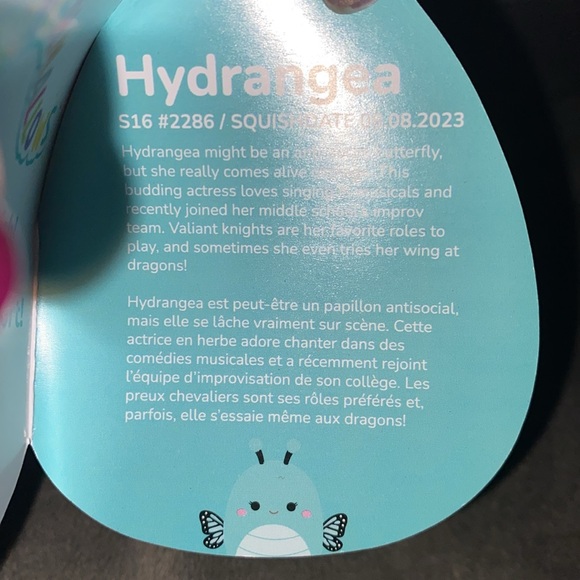 Hydrangea
S16 #2286 / SQUISHDATE .08.2023
Hydrangea might be an butterfly,
but she really comes alive This
budding actress loves singing musicals and
recently joined her middle school's improv
team. Valiant knights are her favorite roles to
play, and sometimes she even tries her wing at
dragons!
Hydrangea est peut-être un papillon antisocial,
mais elle se lâche vraiment sur scène. Cette
actrice en herbe adore chanter dans des
comédies musicales et a récemment rejoint
l'équipe d'improvisation de son collège. Les
preux chevaliers sont ses rôles préférés et,
parfois, elle s'essaie même aux dragons!